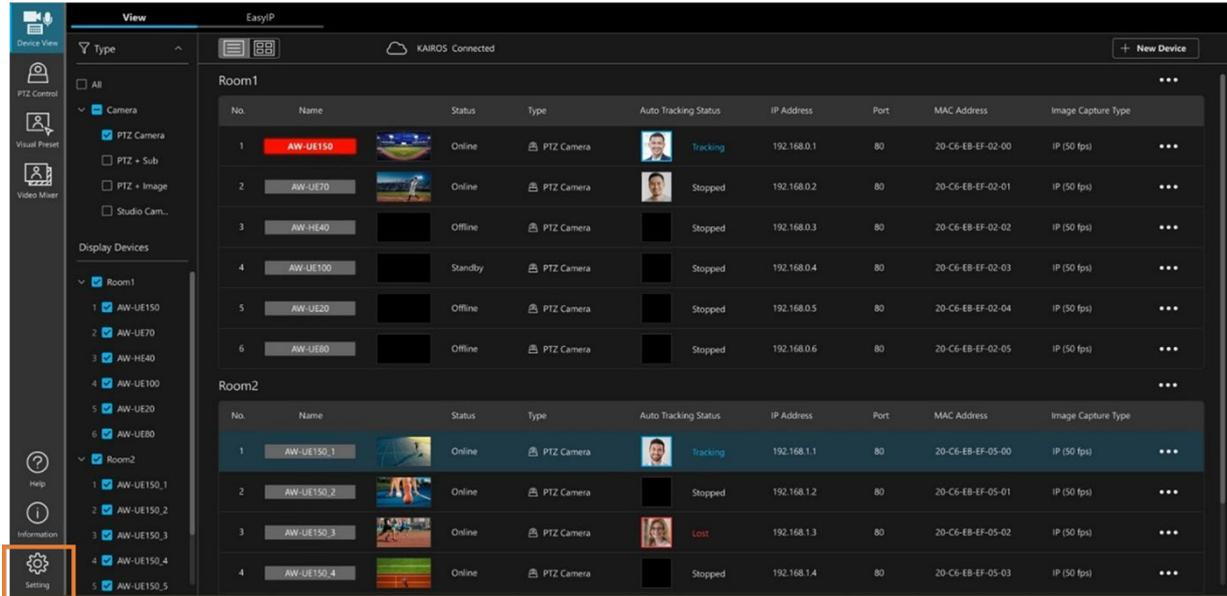 View EasyIP
Device View
Type
KAIROS Connected
New Device
PTZ Control
Visual Preset
Video Mixer
All
Camera
PTZ Camera
PTZ + Sub
PTZ + Image
Studio Cam...
Display Devices
Room1
1 AW-UE150
2 AW-UE70
3 AW-HE40
4 AW-UE100
5 AW-UE20
6 AW-UE80
Room2
1 AW-UE150_1
2 AW-UE150_2
3 AW-UE150_3
4 AW-UE150_4
5 AW-UE150_5
Help
Information
Setting
Room1
No. Name Status Type Auto Tracking Status IP Address Port MAC Address Image Capture Type
1 AW-UE150 Online PTZ Camera Tracking 192.168.0.1 80 20-C6-EB-EF-02-00 IP (50 fps)
2 AW-UE70 Online PTZ Camera Stopped 192.168.0.2 80 20-C6-EB-EF-02-01 IP (50 fps)
3 AW-HE40 Offline PTZ Camera Stopped 192.168.0.3 80 20-C6-EB-EF-02-02 IP (50 fps)
4 AW-UE100 Standby PTZ Camera Stopped 192.168.0.4 80 20-C6-EB-EF-02-03 IP (50 fps)
5 AW-UE20 Offline PTZ Camera Stopped 192.168.0.5 80 20-C6-EB-EF-02-04 IP (50 fps)
6 AW-UE80 Offline PTZ Camera Stopped 192.168.0.6 80 20-C6-EB-EF-02-05 IP (50 fps)
Room2
No. Name Status Type Auto Tracking Status IP Address Port MAC Address Image Capture Type
1 AW-UE150_1 Online PTZ Camera Tracking 192.168.1.1 80 20-C6-EB-EF-05-00 IP (50 fps)
2 AW-UE150_2 Online PTZ Camera Stopped 192.168.1.2 80 20-C6-EB-EF-05-01 IP (50 fps)
3 AW-UE150_3 Online PTZ Camera Lost 192.168.1.3 80 20-C6-EB-EF-05-02 IP (50 fps)
4 AW-UE150_4 Online PTZ Camera Stopped 192.168.1.4 80 20-C6-EB-EF-05-03 IP (50 fps)